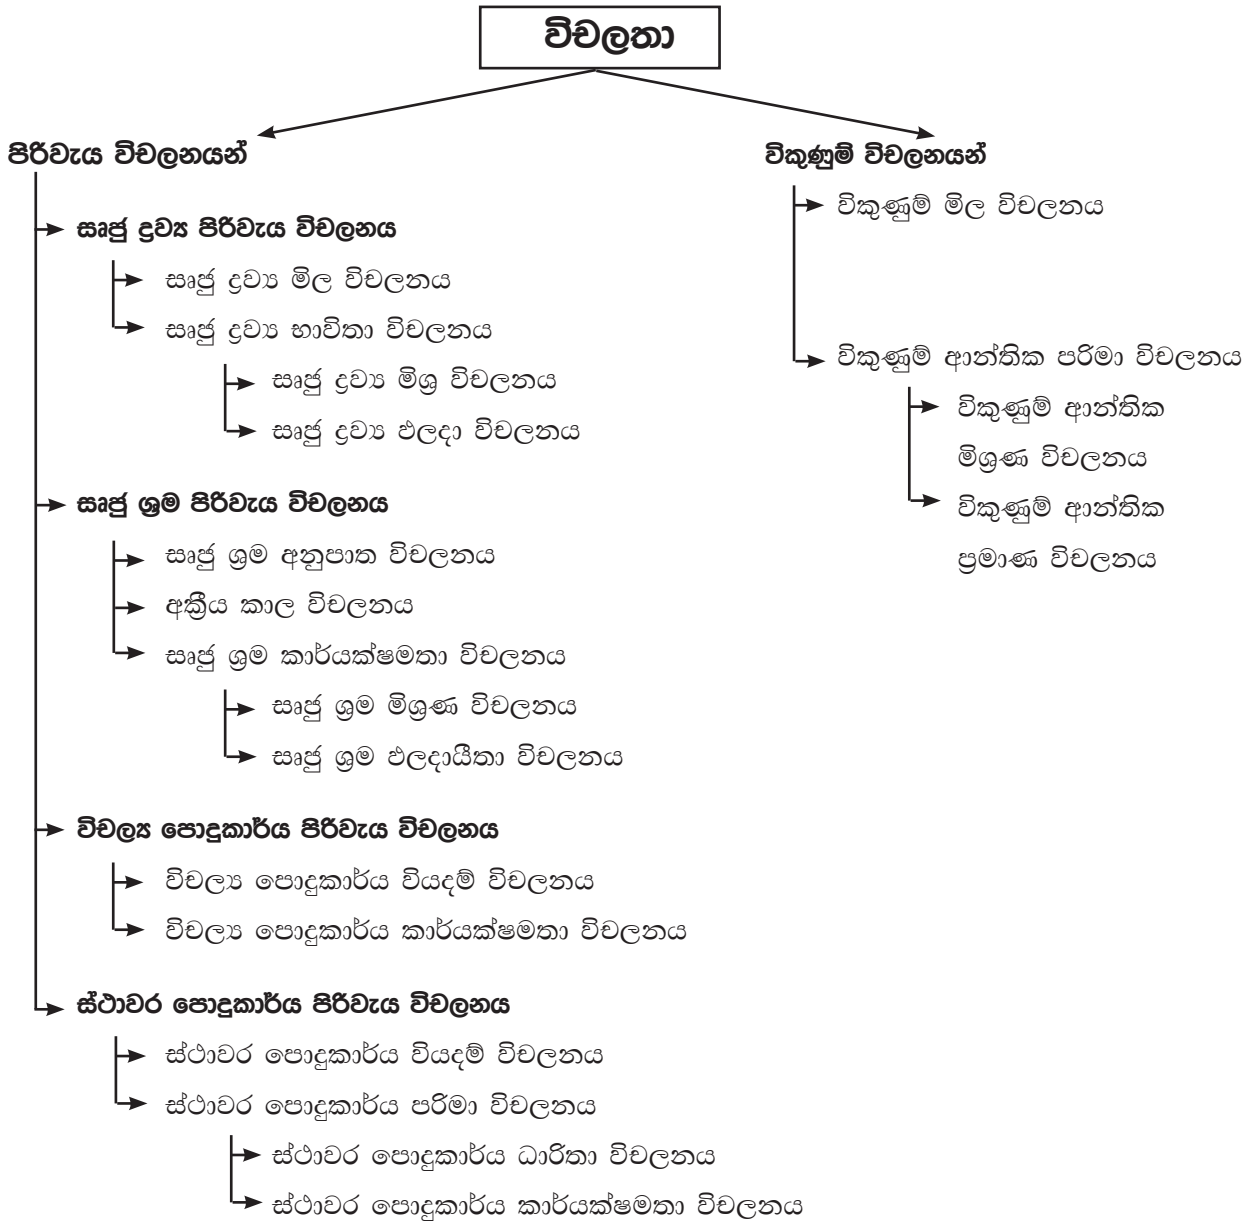 විචලතා
පිරිවැය විචලනයන්
සෘජු ද්‍රව්‍ය පිරිවැය විචලනය
සෘජු ද්‍රව්‍ය මිල විචලනය
සෘජු ද්‍රව්‍ය භාවිතා විචලනය
සෘජු ද්‍රව්‍ය මිශ්‍ර විචලනය
සෘජු ද්‍රව්‍ය ඵලදා විචලනය
සෘජු ශ්‍රම පිරිවැය විචලනය
සෘජු ශ්‍රම අනුපාත විචලනය
අක්‍රීය කාල විචලනය
සෘජු ශ්‍රම කාර්යක්ෂමතා විචලනය
සෘජු ශ්‍රම මිශ්‍රණ විචලනය
සෘජු ශ්‍රම ඵලදායීතා විචලනය
විචල්‍ය පොදුකාර්ය පිරිවැය විචලනය
විචල්‍ය පොදුකාර්ය වියදම් විචලනය
විචල්‍ය පොදුකාර්ය කාර්යක්ෂමතා විචලනය
ස්ථාවර පොදුකාර්ය පිරිවැය විචලනය
ස්ථාවර පොදුකාර්ය වියදම් විචලනය
ස්ථාවර පොදුකාර්ය පරිමා විචලනය
ස්ථාවර පොදුකාර්ය ධාරිතා විචලනය
ස්ථාවර පොදුකාර්ය කාර්යක්ෂමතා විචලනය
විකුණුම් විචලනයන්
විකුණුම් මිල විචලනය
විකුණුම් ආන්තික පරිමා විචලනය
විකුණුම් ආන්තික
මිශ්‍රණ විචලනය
විකුණුම් ආන්තික
ප්‍රමාණ විචලනය